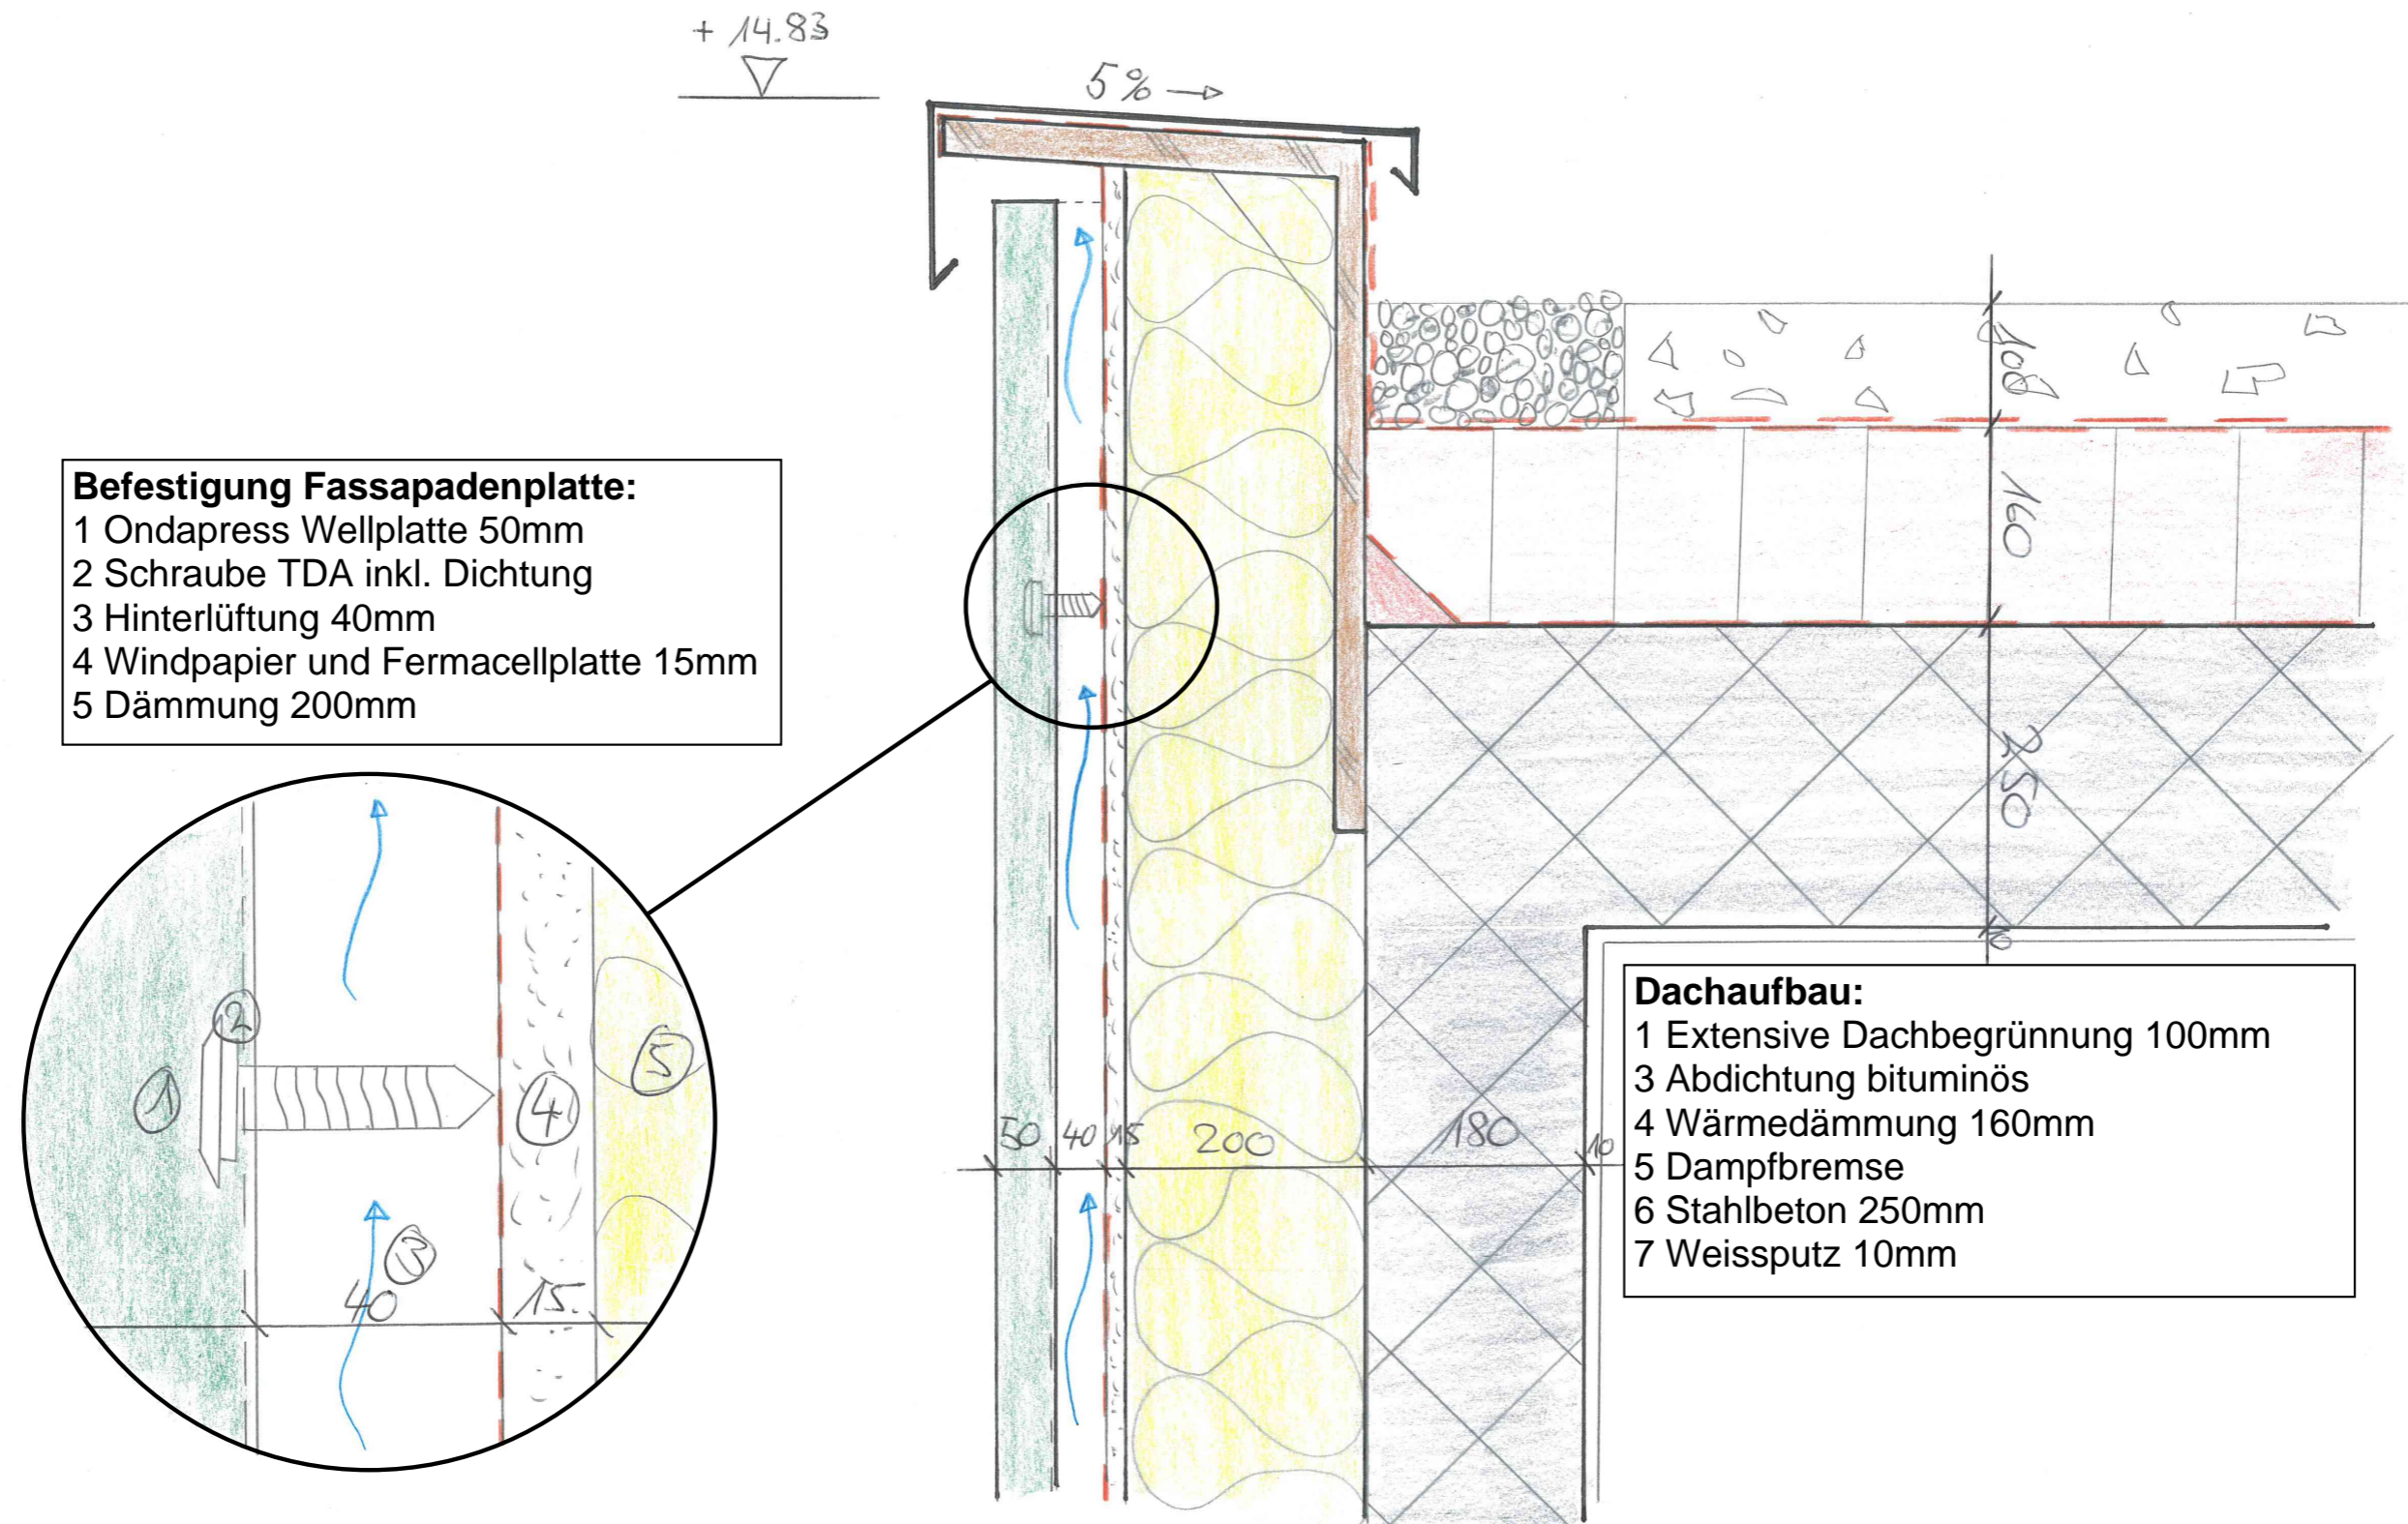 + 14.83
5%
Befestigung Fassapadenplatte:
1 Ondapress Wellplatte 50mm
2 Schraube TDA inkl. Dichtung
3 Hinterlüftung 40mm
4 Windpapier und Fermacellplatte 15mm
5 Dämmung 200mm
100
160
250
10
Dachaufbau:
1 Extensive Dachbegrünnung 100mm
3 Abdichtung bituminös
4 Wärmedämmung 160mm
5 Dampfbremse
6 Stahlbeton 250mm
7 Weissputz 10mm
50 40 15 200 180 10
2
1
4
5
3
40 15